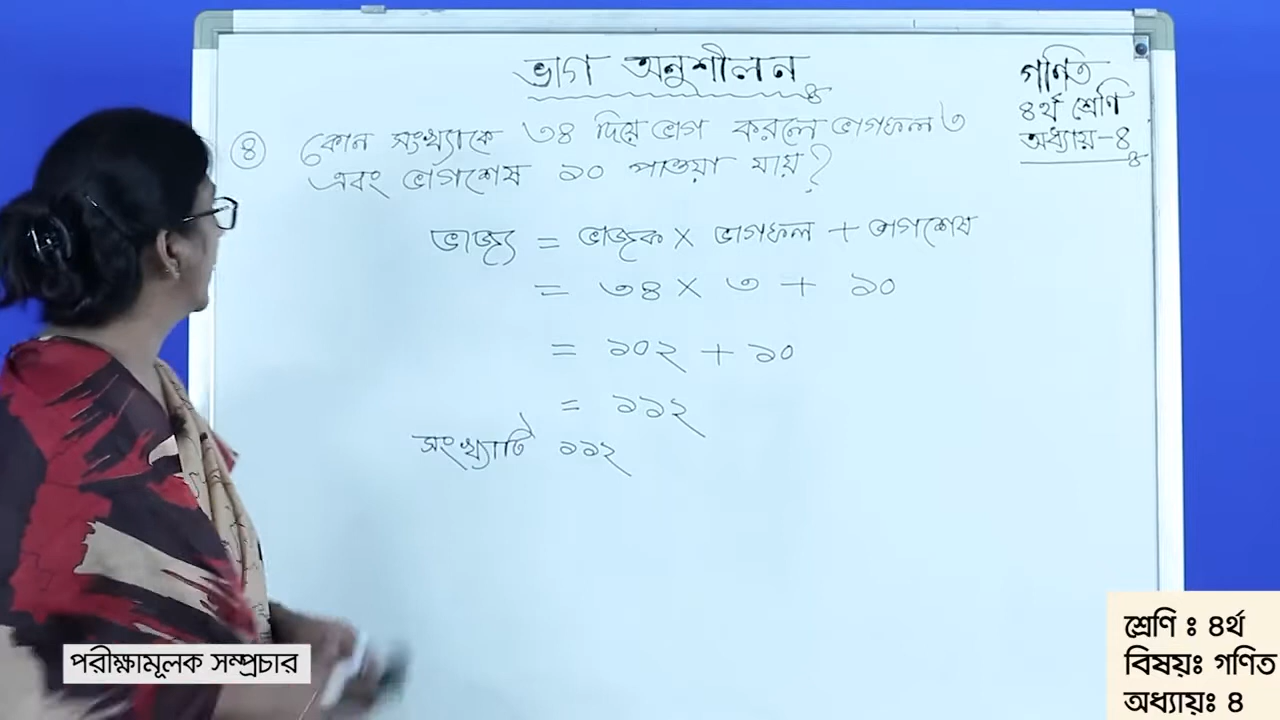 ভাগ অনুশীলন
গণিত
৪র্থ শ্রেণি
অধ্যায়-৪
৪ কোন সংখ্যাকে ৩৪ দিয়ে ভাগ করলে ভাগফল ৩
এবং ভাগশেষ ১০ পাওয়া যায়?
ভাজ্য = ভাজক × ভাগফল + ভাগশেষ
= ৩৪ × ৩ + ১০
= ১০২ + ১০
= ১১২
সংখ্যাটি ১১২
পরীক্ষামূলক সম্প্রচার
শ্রেণি ঃ ৪র্থ
বিষয়ঃ গণিত
অধ্যায়ঃ ৪